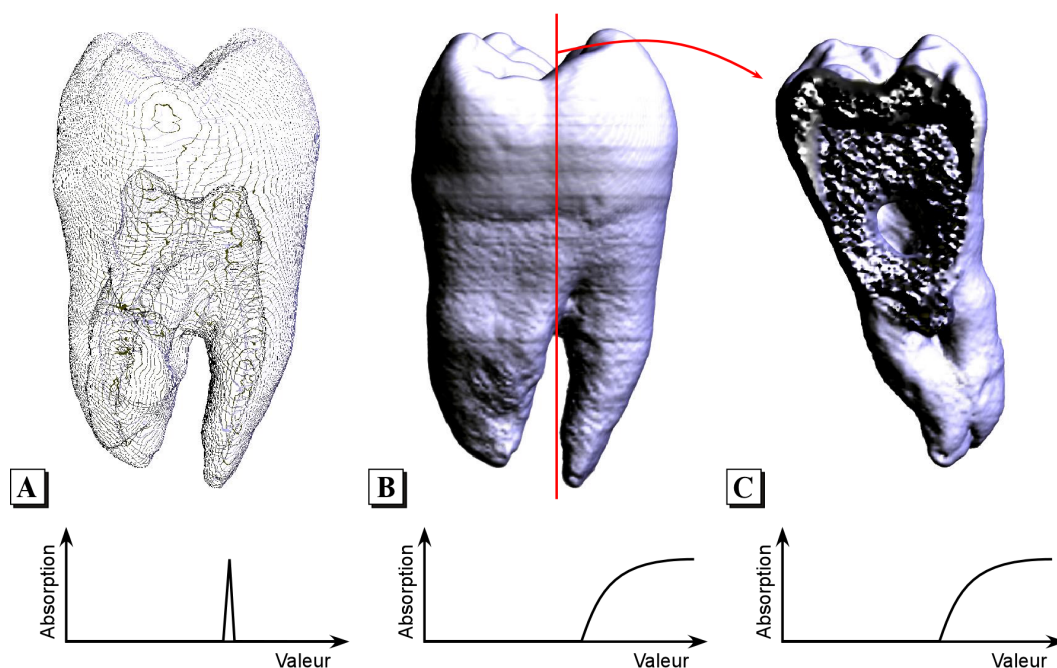 A
B
C
Absorption
Valeur
Absorption
Valeur
Absorption
Valeur